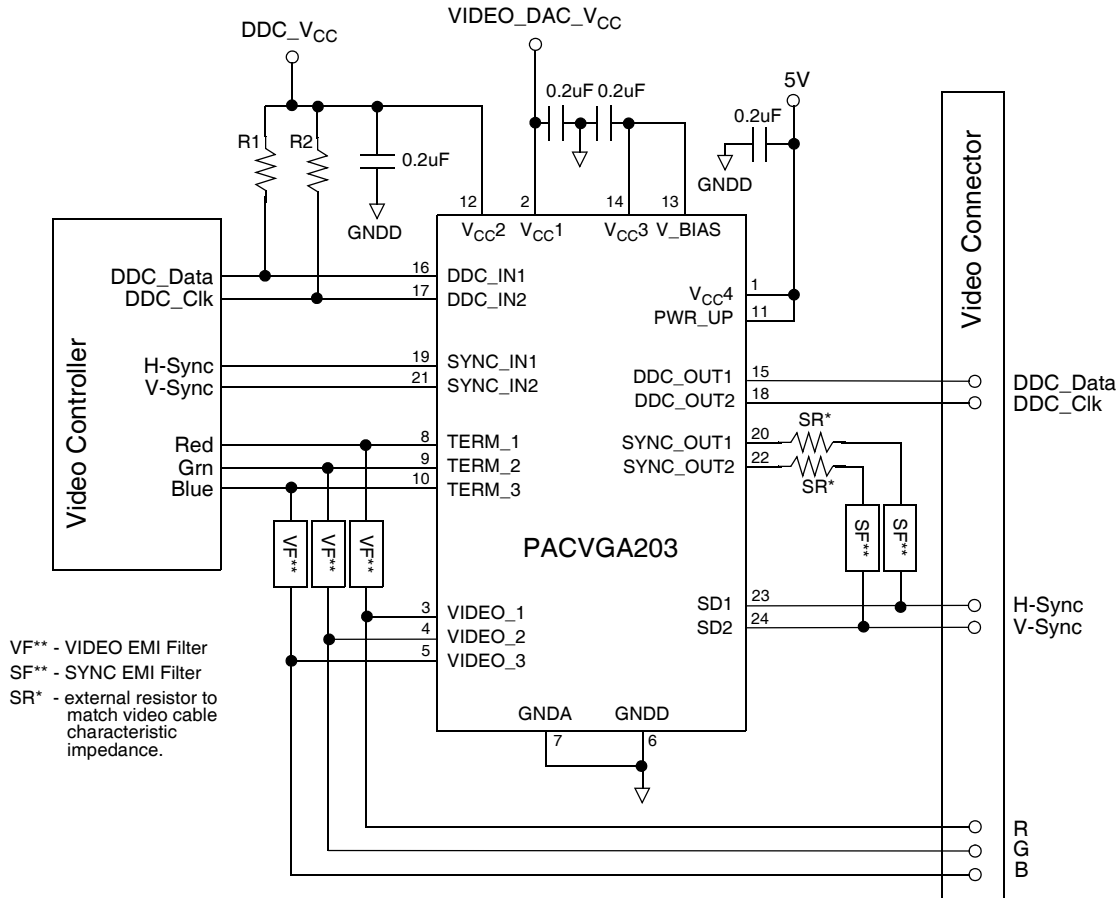 DDC_VCC
VIDEO_DAC_VCC
5V
0.2uF 0.2uF
0.2uF
R1
R2
0.2uF
GNDD
GNDD
12
2
14
13
VCC2
VCC1
VCC3
V_BIAS
Video Controller
DDC_Data
DDC_Clk
H-Sync
V-Sync
Red
Grn
Blue
16
17
19
21
8
9
10
DDC_IN1
DDC_IN2
SYNC_IN1
SYNC_IN2
TERM_1
TERM_2
TERM_3
VCC4
PWR_UP
1
11
DDC_OUT1
DDC_OUT2
15
18
SYNC_OUT1
SYNC_OUT2
20
22
SR*
SR*
PACVGA203
VF**
VF**
VF**
SF**
SF**
3
4
5
VIDEO_1
VIDEO_2
VIDEO_3
SD1
SD2
23
24
GNDA
GNDD
7
6
Video Connector
DDC_Data
DDC_Clk
H-Sync
V-Sync
R
G
B
VF** - VIDEO EMI Filter
SF** - SYNC EMI Filter
SR* - external resistor to
match video cable
characteristic
impedance.